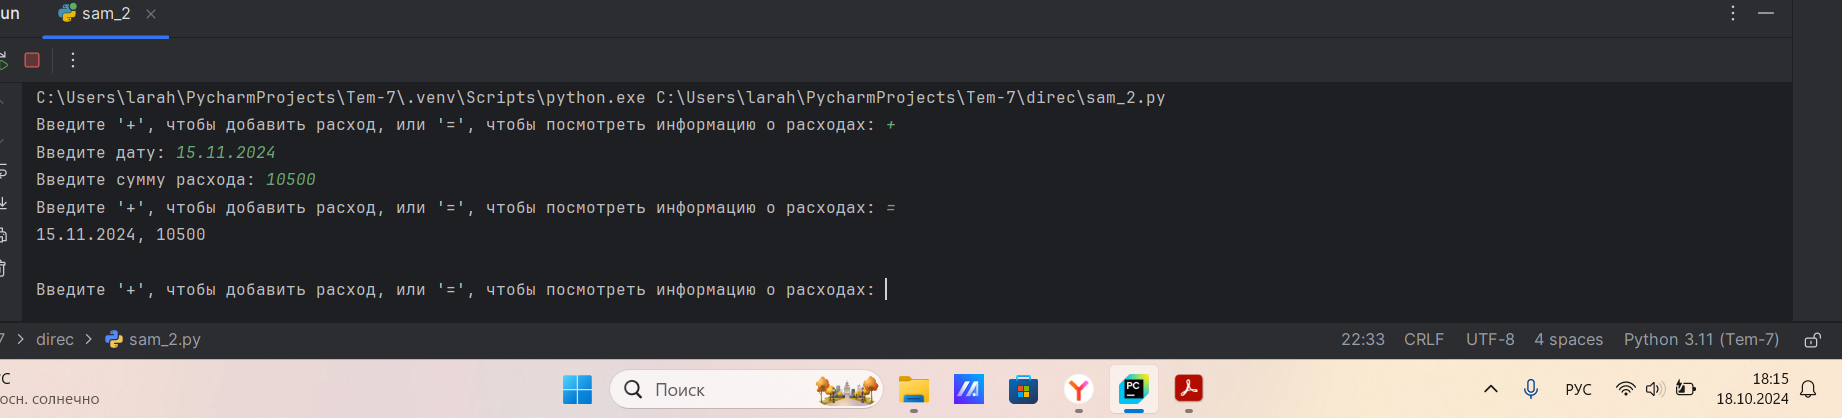 un sam_2
C:\Users\larah\PycharmProjects\Tem-7\.venv\Scripts\python.exe C:\Users\larah\PycharmProjects\Tem-7\direc\sam_2.py
Введите '+', чтобы добавить расход, или '=', чтобы посмотреть информацию о расходах: +
Введите дату: 15.11.2024
Введите сумму расхода: 10500
Введите '+', чтобы добавить расход, или '=', чтобы посмотреть информацию о расходах: =
15.11.2024, 10500
Введите '+', чтобы добавить расход, или '=', чтобы посмотреть информацию о расходах:
7 > direc > sam_2.py 22:33 CRLF UTF-8 4 spaces Python 3.11 (Tem-7)
°C Поиск PC РУС 18:15
осн. солнечно 18.10.2024